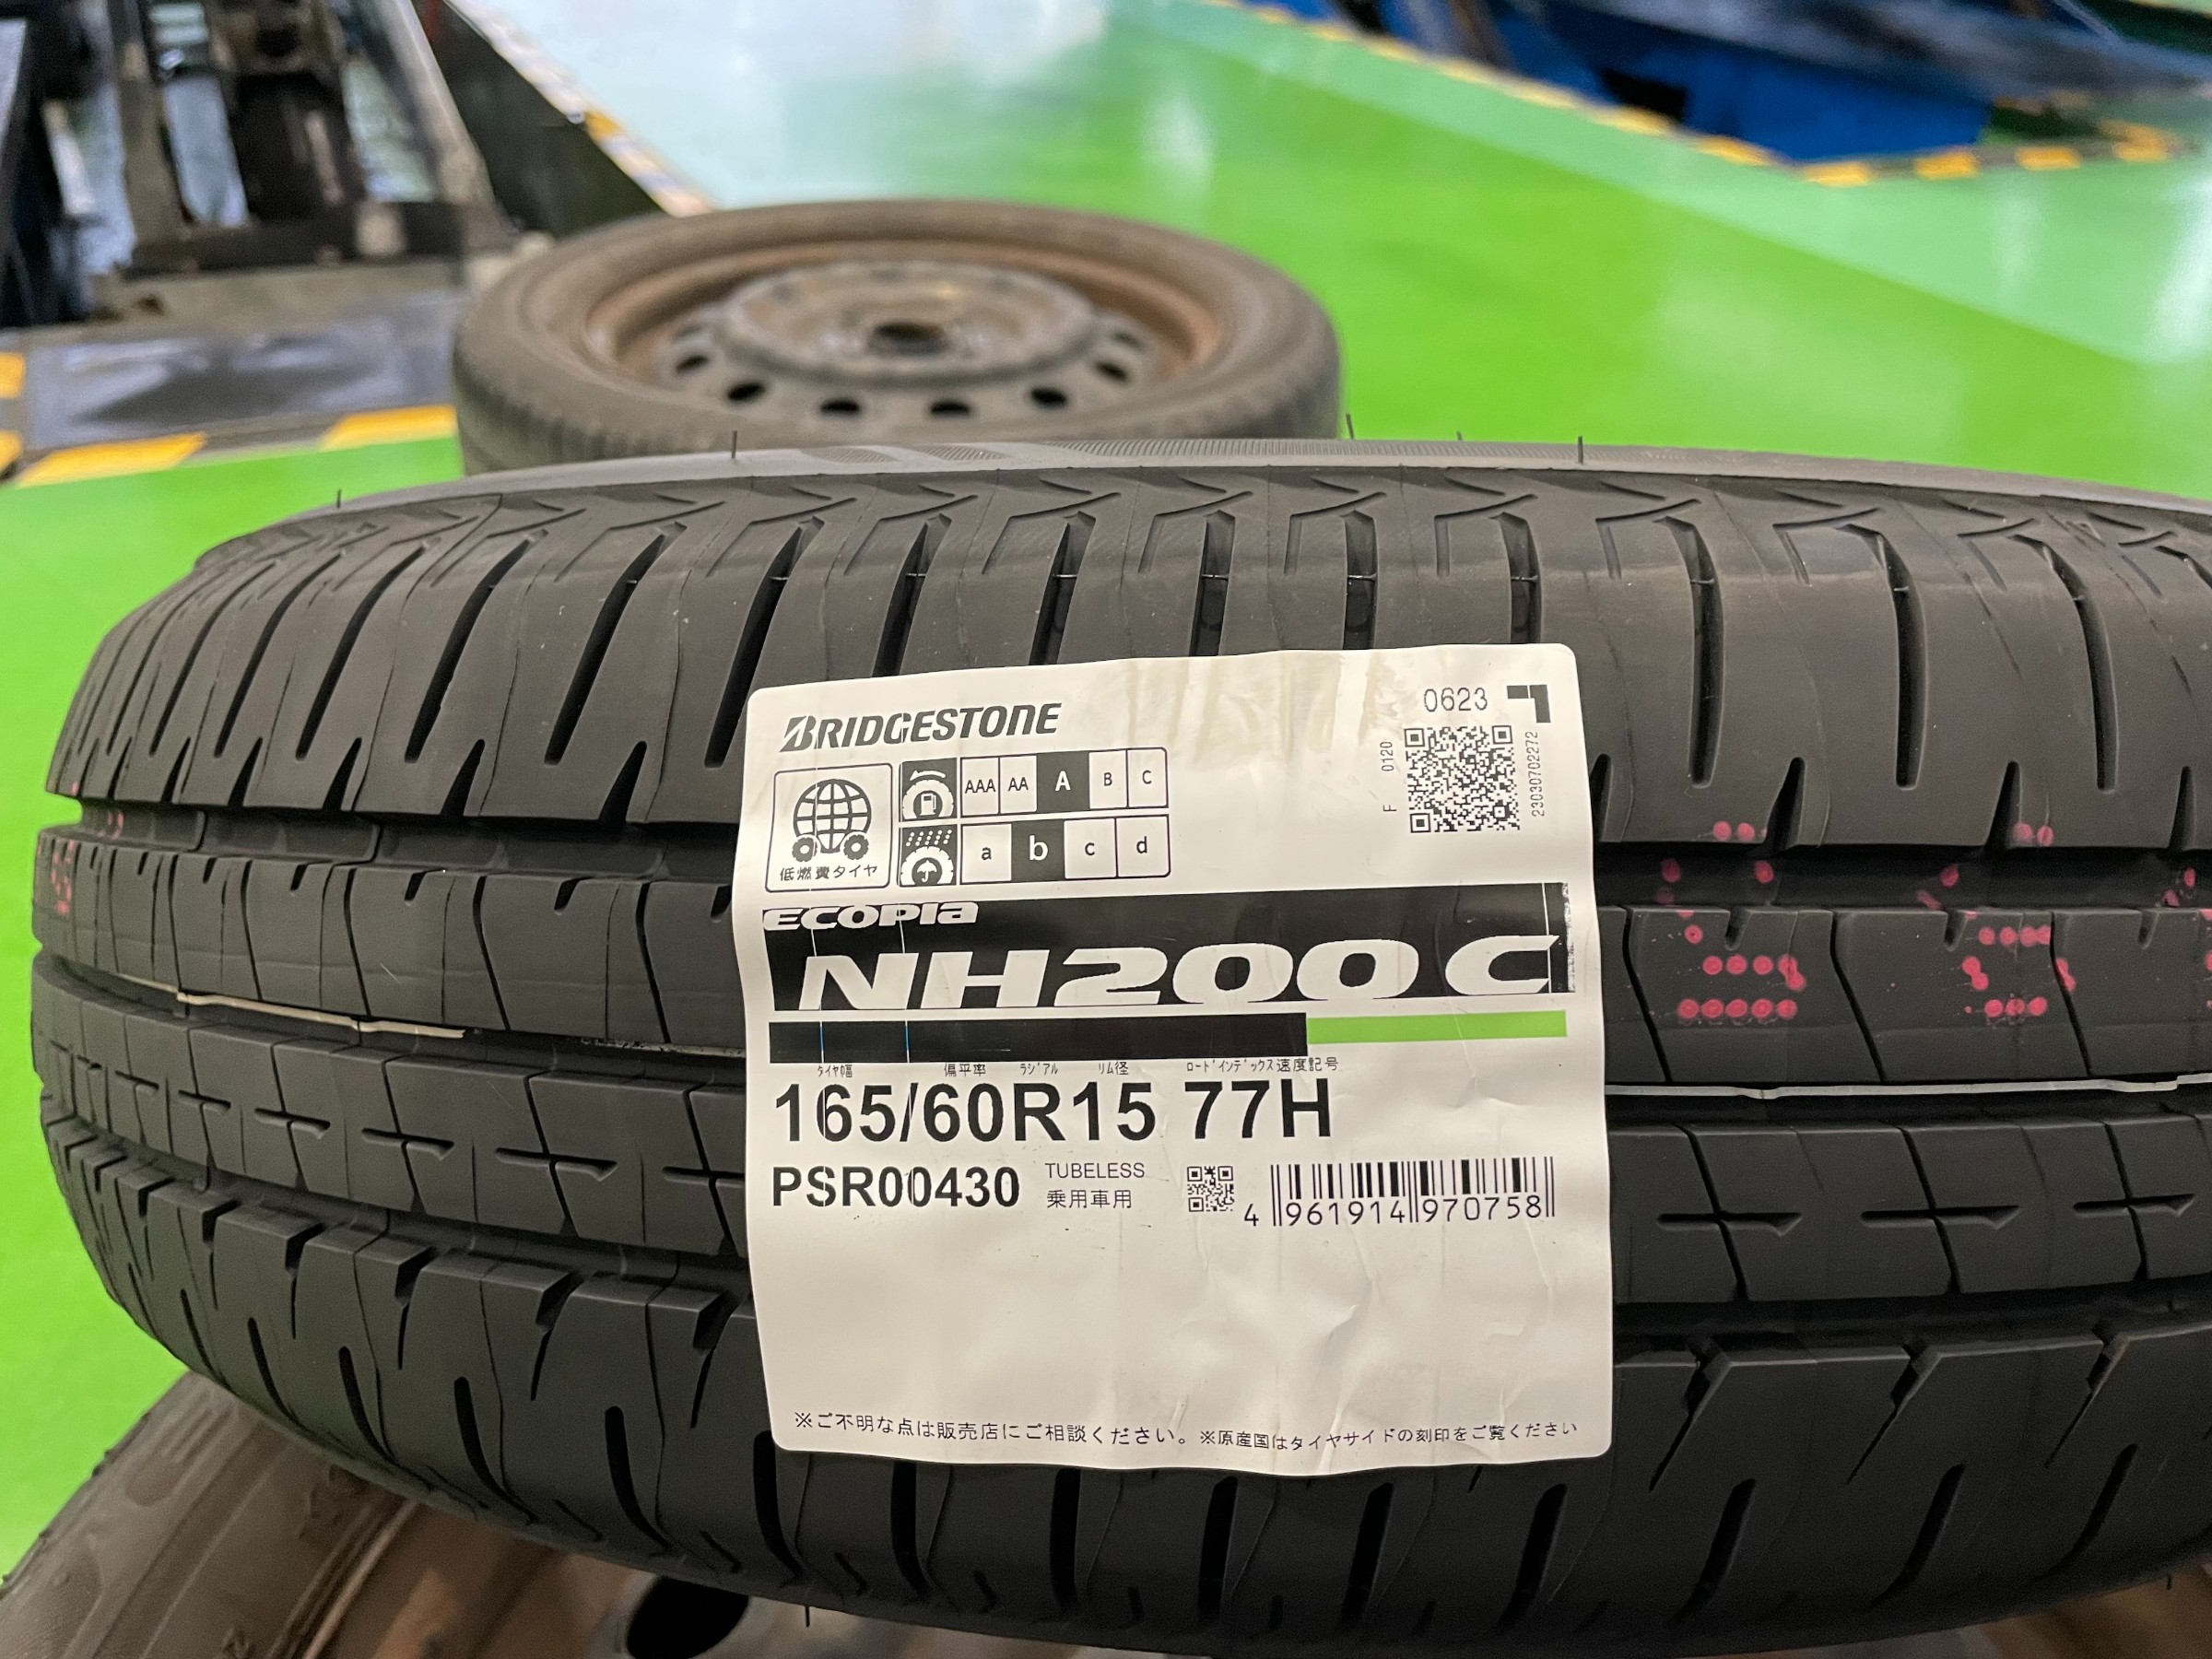 BRIDGESTONE
0623
F 0120
23030702272
AAA AA A B C
a b c d
低燃費タイヤ
ECOPIA
NH200 C
タイヤ幅 偏平率 ラジアル リム径 ロードインデックス 速度記号
165/60R15 77H
PSR00430
TUBELESS
乗用車用
4 961914 970758
※ご不明な点は販売店にご相談ください。※原産国はタイヤサイドの刻印をご覧ください